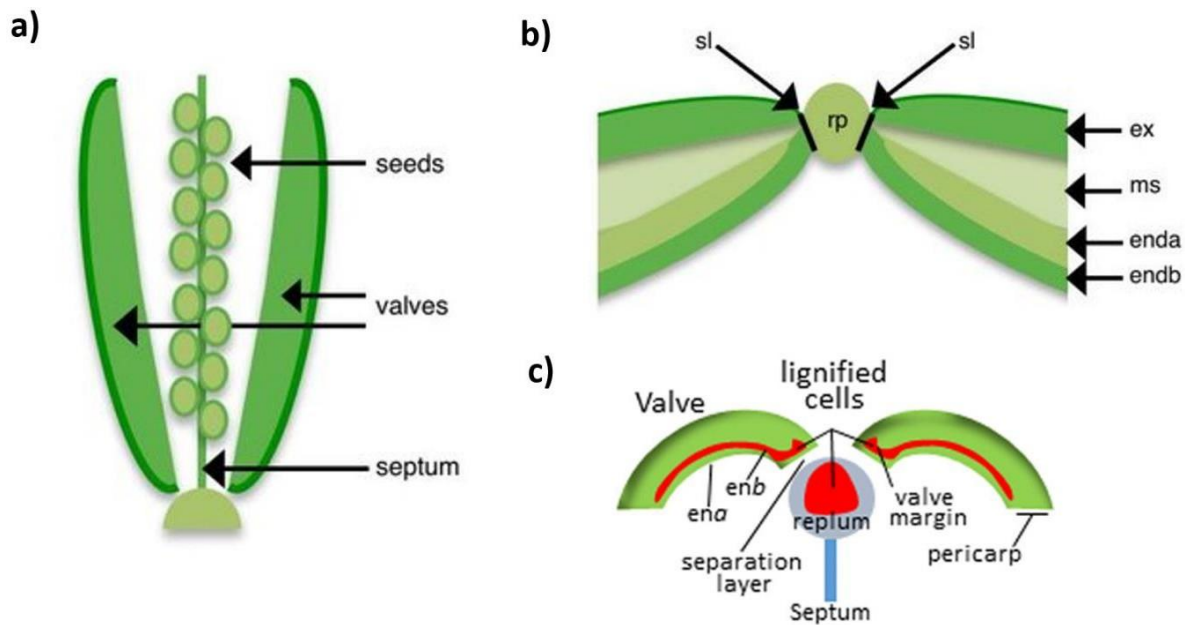 a)
seeds
valves
septum
b)
sl
sl
rp
ex
ms
enda
endb
c)
lignified
cells
Valve
enb
ena
replum
valve
margin
pericarp
separation
layer
Septum